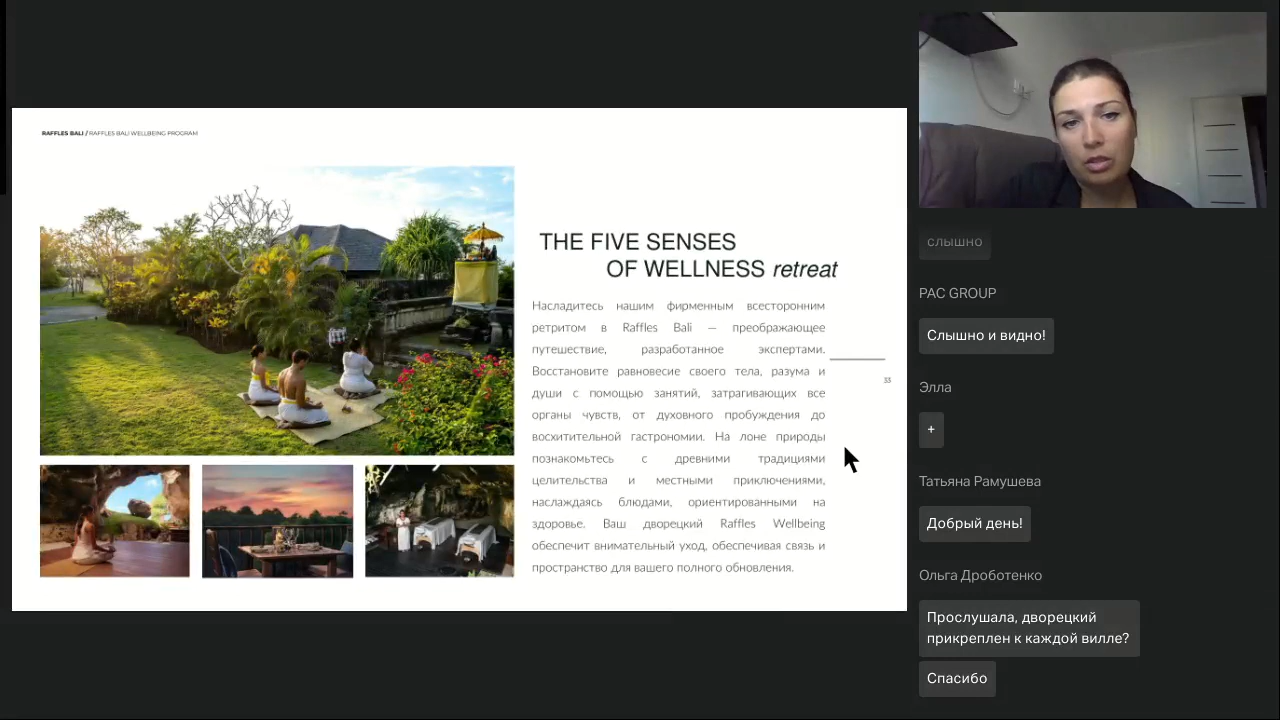 RAFFLES BALI / RAFFLES BALI WELLBEING PROGRAM
THE FIVE SENSES
OF WELLNESS retreat
Насладитесь нашим фирменным всесторонним
ретритом в Raffles Bali — преображающее
путешествие, разработанное экспертами.
Восстановите равновесие своего тела, разума и
души с помощью занятий, затрагивающих все
органы чувств, от духовного пробуждения до
восхитительной гастрономии. На лоне природы
познакомьтесь с древними традициями
целительства и местными приключениями,
наслаждаясь блюдами, ориентированными на
здоровье. Ваш дворецкий Raffles Wellbeing
обеспечит внимательный уход, обеспечивая связь и
пространство для вашего полного обновления.
33
слышно
PAC GROUP
Слышно и видно!
Элла
+
Татьяна Рамушева
Добрый день!
Ольга Дроботенко
Прослушала, дворецкий
прикреплен к каждой вилле?
Спасибо